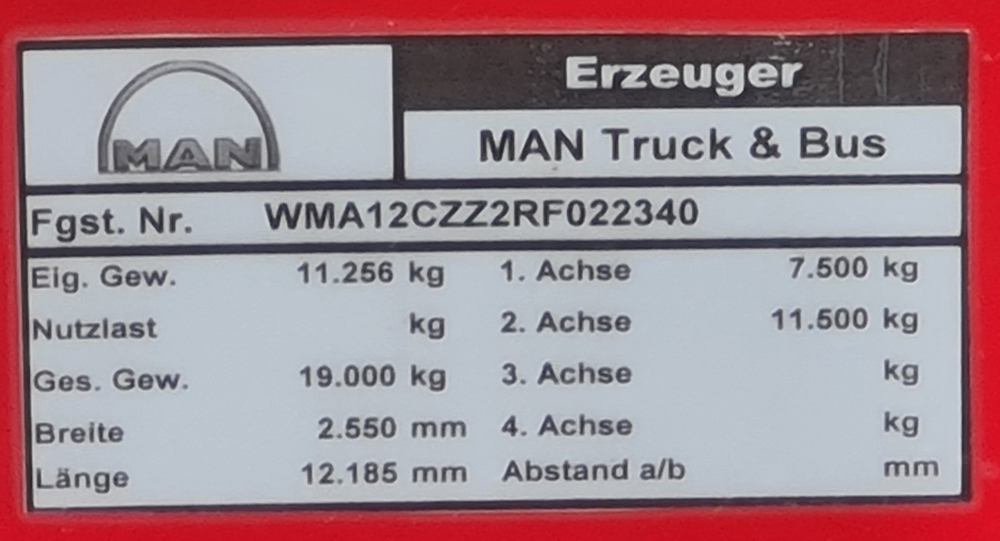 MAN
Erzeuger
MAN Truck & Bus
Fgst. Nr. WMA12CZZ2RF022340
Eig. Gew. 11.256 kg 1. Achse 7.500 kg
Nutzlast kg 2. Achse 11.500 kg
Ges. Gew. 19.000 kg 3. Achse kg
Breite 2.550 mm 4. Achse kg
Länge 12.185 mm Abstand a/b mm